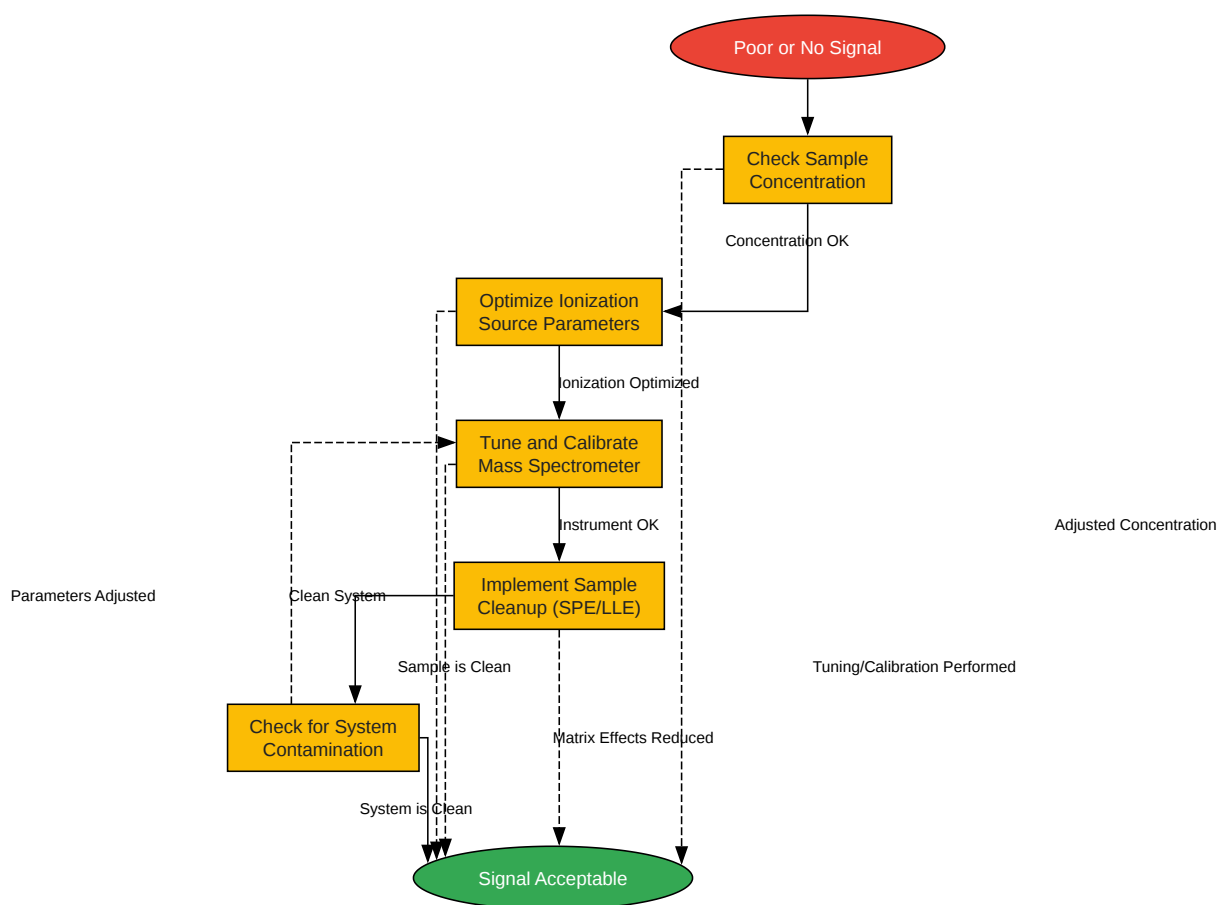 Poor or No Signal
Check Sample
Concentration
Concentration OK
Optimize Ionization
Source Parameters
Ionization Optimized
Tune and Calibrate
Mass Spectrometer
Instrument OK
Adjusted Concentration
Implement Sample
Cleanup (SPE/LLE)
Parameters Adjusted
Clean System
Sample is Clean
Tuning/Calibration Performed
Check for System
Contamination
Matrix Effects Reduced
System is Clean
Signal Acceptable